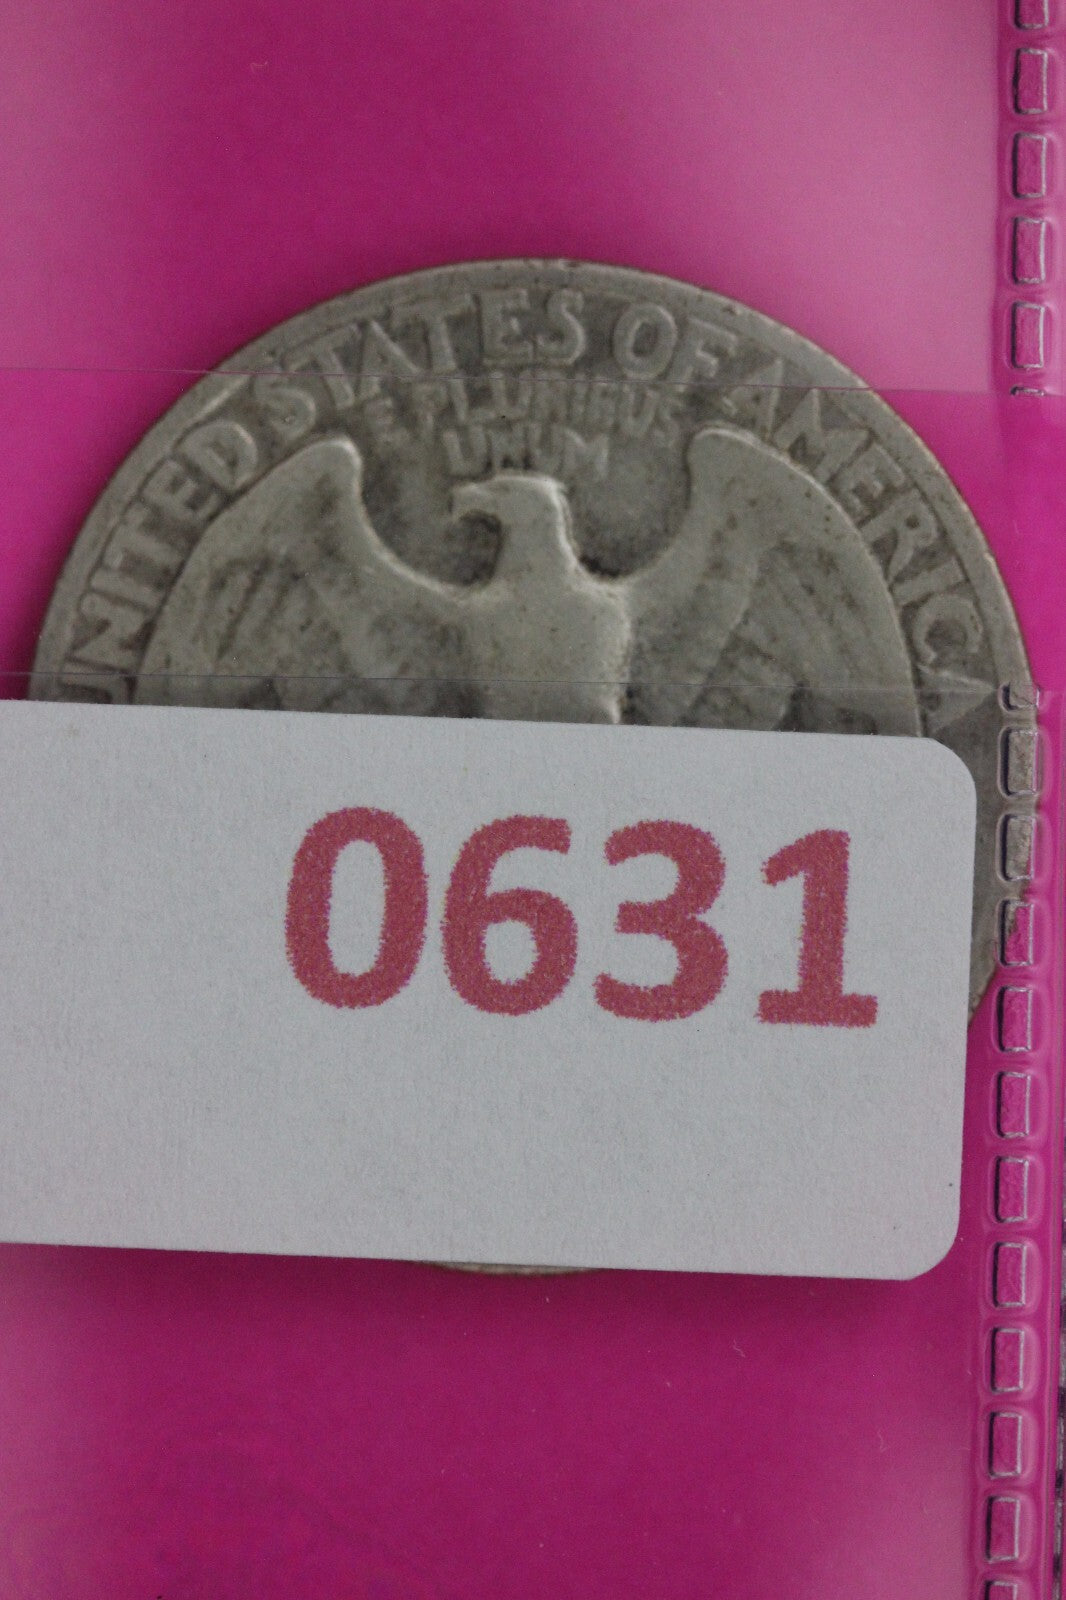 UNITED STATES OF AMERICA
E PLURIBUS
UNUM
0631